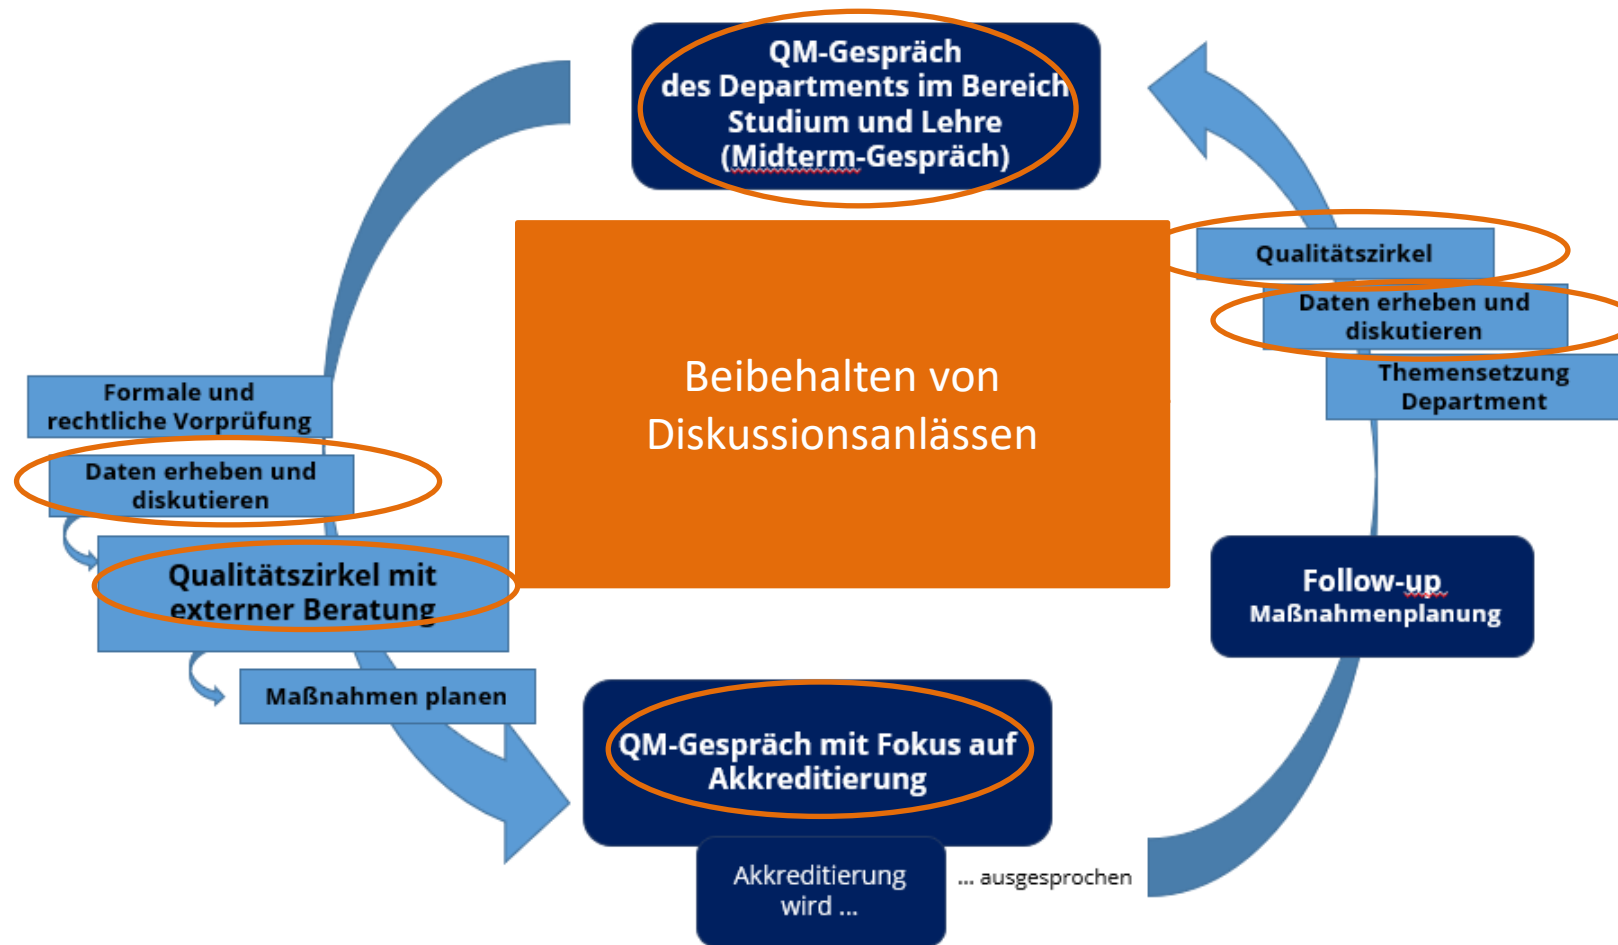 QM-Gespräch
des Departments im Bereich
Studium und Lehre
(Midterm-Gespräch)
Qualitätszirkel
Daten erheben und
diskutieren
Themensetzung
Department
Beibehalten von
Diskussionsanlässen
Formale und
rechtliche Vorprüfung
Daten erheben und
diskutieren
Qualitätszirkel mit
externer Beratung
Maßnahmen planen
Follow-up
Maßnahmenplanung
QM-Gespräch mit Fokus auf
Akkreditierung
Akkreditierung
wird ...
... ausgesprochen